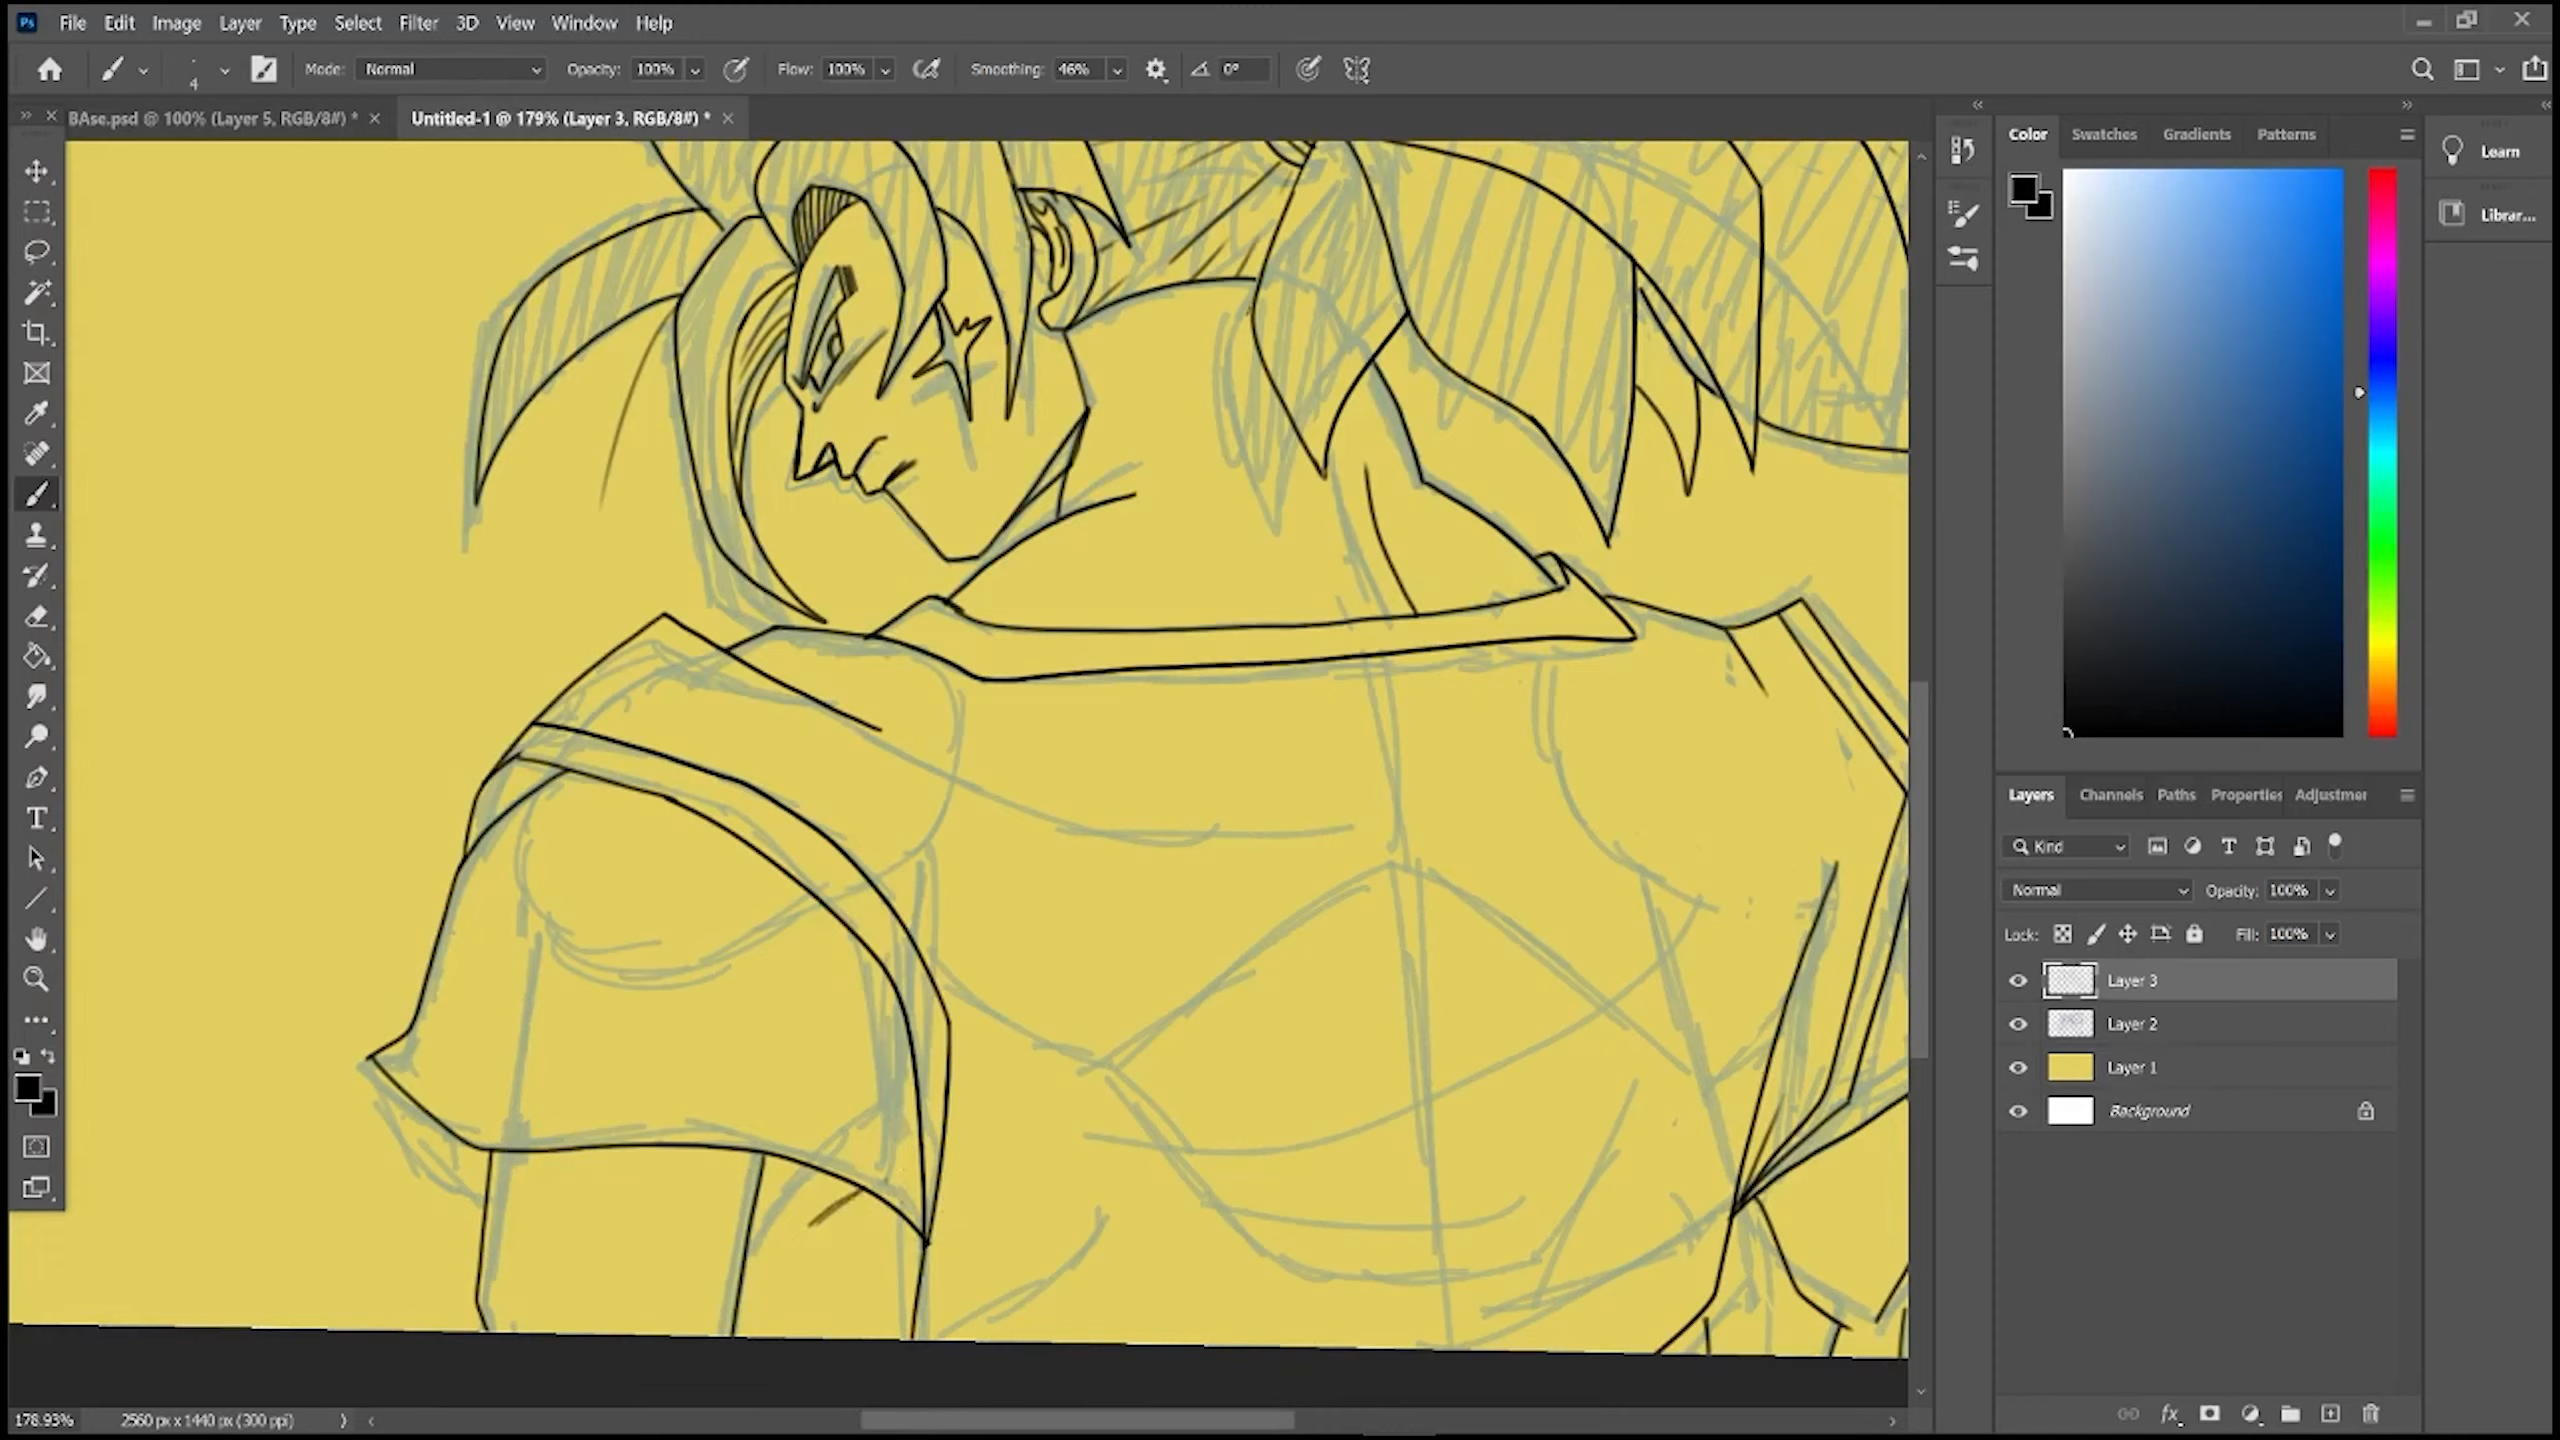 Ps File Edit Image Layer Type Select Filter 3D View Window Help
4 Mode: Normal Opacity: 100% Flow: 100% Smoothing: 46% 0°
BAse.psd @ 100% (Layer 5, RGB/8#) * Untitled-1 @ 179% (Layer 3, RGB/8#) *
Color Swatches Gradients Patterns
Learn
Librar...
Layers Channels Paths Properties Adjustmer
Kind
Normal Opacity: 100%
Lock: Fill: 100%
Layer 3
Layer 2
Layer 1
Background
fx
178.93% 2560 px x 1440 px (300 ppi)